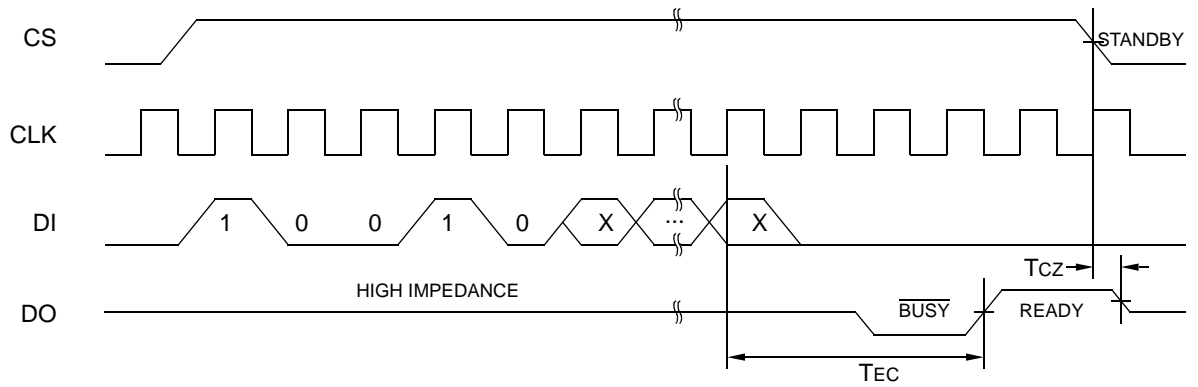 CS
STANDBY
CLK
DI
1 0 0 1 0 X ... X
TCZ
HIGH IMPEDANCE
DO
BUSY
READY
TEC